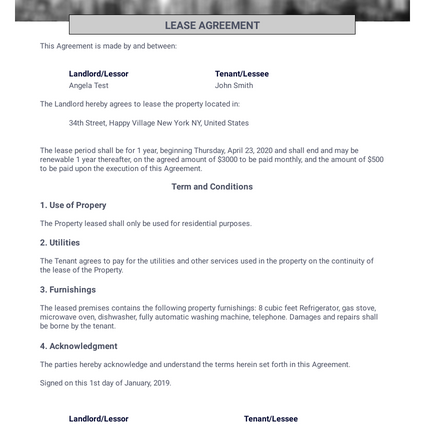 LEASE AGREEMENT
This Agreement is made by and between:
Landlord/Lessor Tenant/Lessee
Angela Test John Smith
The Landlord hereby agrees to lease the property located in:
34th Street, Happy Village New York NY, United States
The lease period shall be for 1 year, beginning Thursday, April 23, 2020 and shall end and may be
renewable 1 year thereafter, on the agreed amount of $3000 to be paid monthly, and the amount of $500
to be paid upon the execution of this Agreement.
Term and Conditions
1. Use of Propery
The Property leased shall only be used for residential purposes.
2. Utilities
The Tenant agrees to pay for the utilities and other services used in the property on the continuity of
the lease of the Property.
3. Furnishings
The leased premises contains the following property furnishings: 8 cubic feet Refrigerator, gas stove,
microwave oven, dishwasher, fully automatic washing machine, telephone. Damages and repairs shall
be borne by the tenant.
4. Acknowledgment
The parties hereby acknowledge and understand the terms herein set forth in this Agreement.
Signed on this 1st day of January, 2019.
Landlord/Lessor Tenant/Lessee